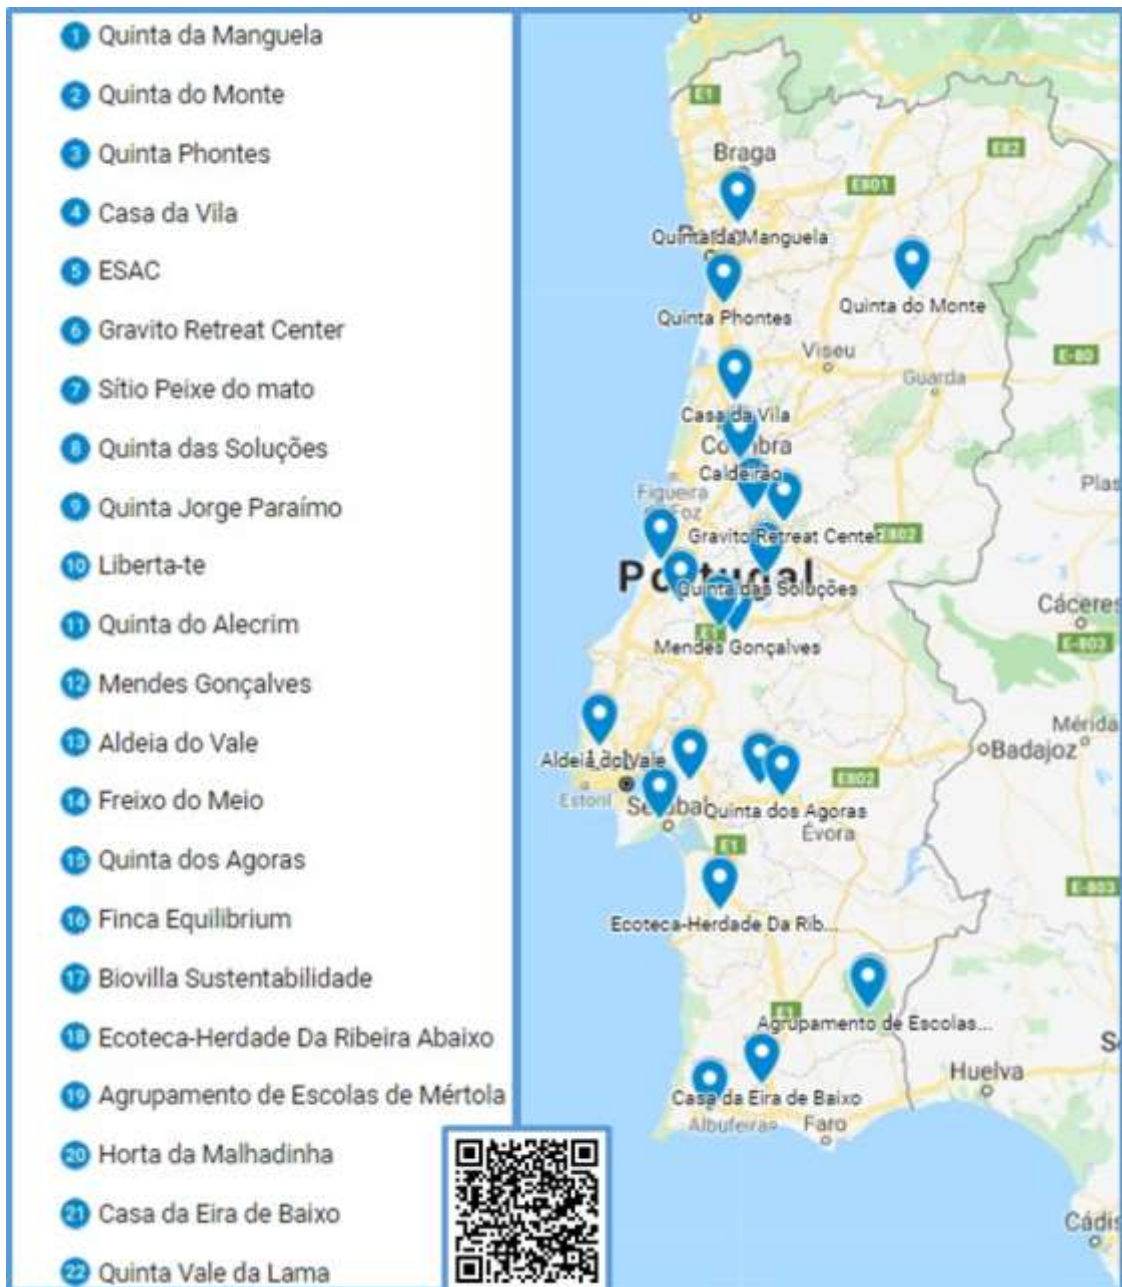 1 Quinta da Manguela
2 Quinta do Monte
3 Quinta Phontes
4 Casa da Vila
5 ESAC
6 Gravito Retreat Center
7 Sítio Peixe do mato
8 Quinta das Soluções
9 Quinta Jorge Paraímo
10 Liberta-te
11 Quinta do Alecrim
12 Mendes Gonçalves
13 Aldeia do Vale
14 Freixo do Meio
15 Quinta dos Agoras
16 Finca Equilibrium
17 Biovilla Sustentabilidade
18 Ecoteca-Herdade Da Ribeira Abaixo
19 Agrupamento de Escolas de Mértola
20 Horta da Malhadinha
21 Casa da Eira de Baixo
22 Quinta Vale da Lama
E1
Braga
E82
E801
Quinta da Manguela
Quinta do Monte
Quinta Phontes
Viseu
E-80
Guarda
Casa da Vila
Coimbra
Caldeirão
Plas
Figueira
Foz
Gravito Retreat Center
E802
Portugal
Quinta das Soluções
Cáceres
E1
E-803
Mendes Gonçalves
Mérida
Badajoz
Aldeia do Vale
E802
Estoril
Setúbal
Quinta dos Agoras
Évora
E1
E-803
Ecoteca-Herdade Da Rib...
E1
Agrupamento de Escolas...
Se
Huelva
Casa da Eira de Baixo
Albufeira
Faro
Cádis